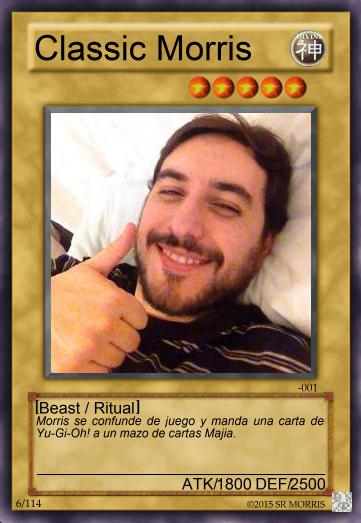 Classic Morris
DIVINE
神
-001
[Beast / Ritual]
Morris se confunde de juego y manda una carta de
Yu-Gi-Oh! a un mazo de cartas Majia.
ATK/1800 DEF/2500
6/114
©2015 SR MORRIS